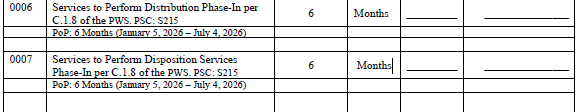 0006 Services to Perform Distribution Phase-In per 6 Months
C.1.8 of the PWS. PSC: S215
PoP: 6 Months (January 5, 2026 – July 4, 2026)
0007 Services to Perform Disposition Services 6 Months
Phase-In per C.1.8 of the PWS. PSC: S215
PoP: 6 Months (January 5, 2026 – July 4, 2026)